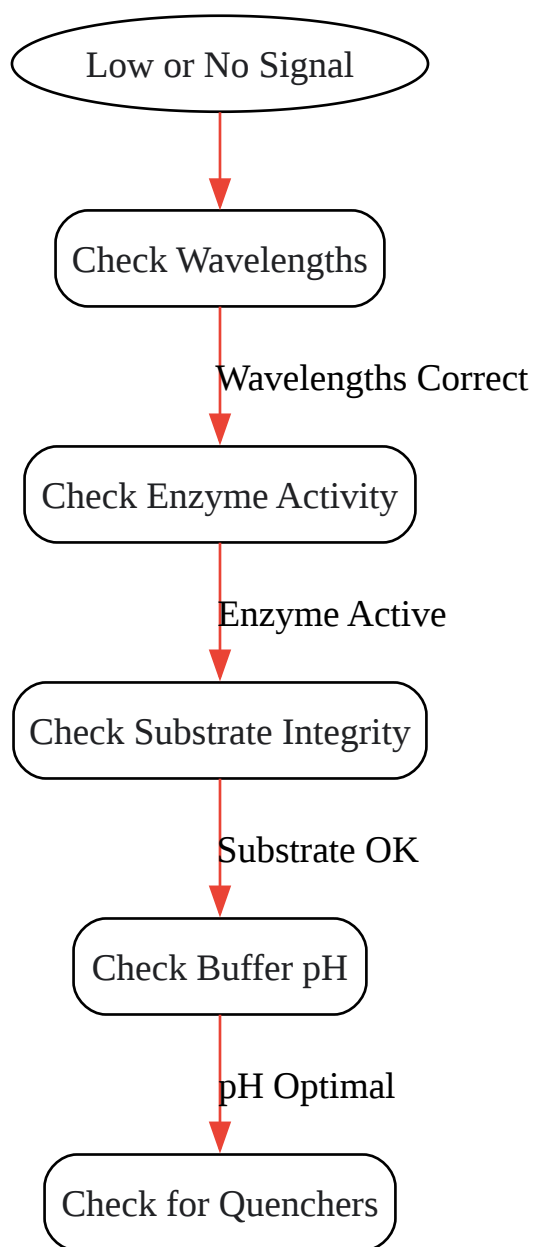 Low or No Signal
Check Wavelengths
Wavelengths Correct
Check Enzyme Activity
Enzyme Active
Check Substrate Integrity
Substrate OK
Check Buffer pH
pH Optimal
Check for Quenchers